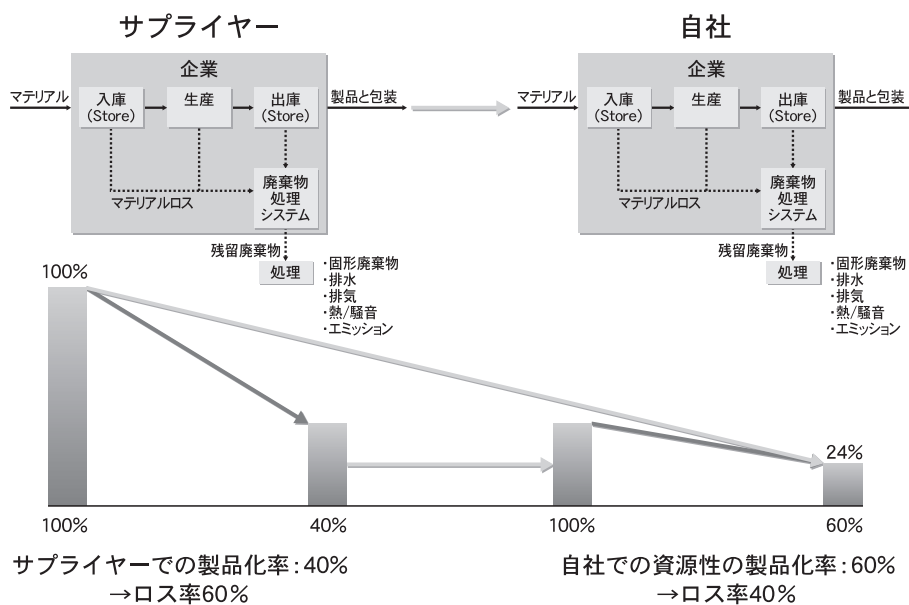 サプライヤー
自社
企業
マテリアル
入庫
(Store)
生産
出庫
(Store)
製品と包装
マテリアルロス
廃棄物
処理
システム
残留廃棄物
処理
・固形廃棄物
・排水
・排気
・熱/騒音
・エミッション
企業
マテリアル
入庫
(Store)
生産
出庫
(Store)
製品と包装
マテリアルロス
廃棄物
処理
システム
残留廃棄物
処理
・固形廃棄物
・排水
・排気
・熱/騒音
・エミッション
100%
24%
100%
40%
100%
60%
サプライヤーでの製品化率：40%
→ロス率60%
自社での資源性の製品化率：60%
→ロス率40%